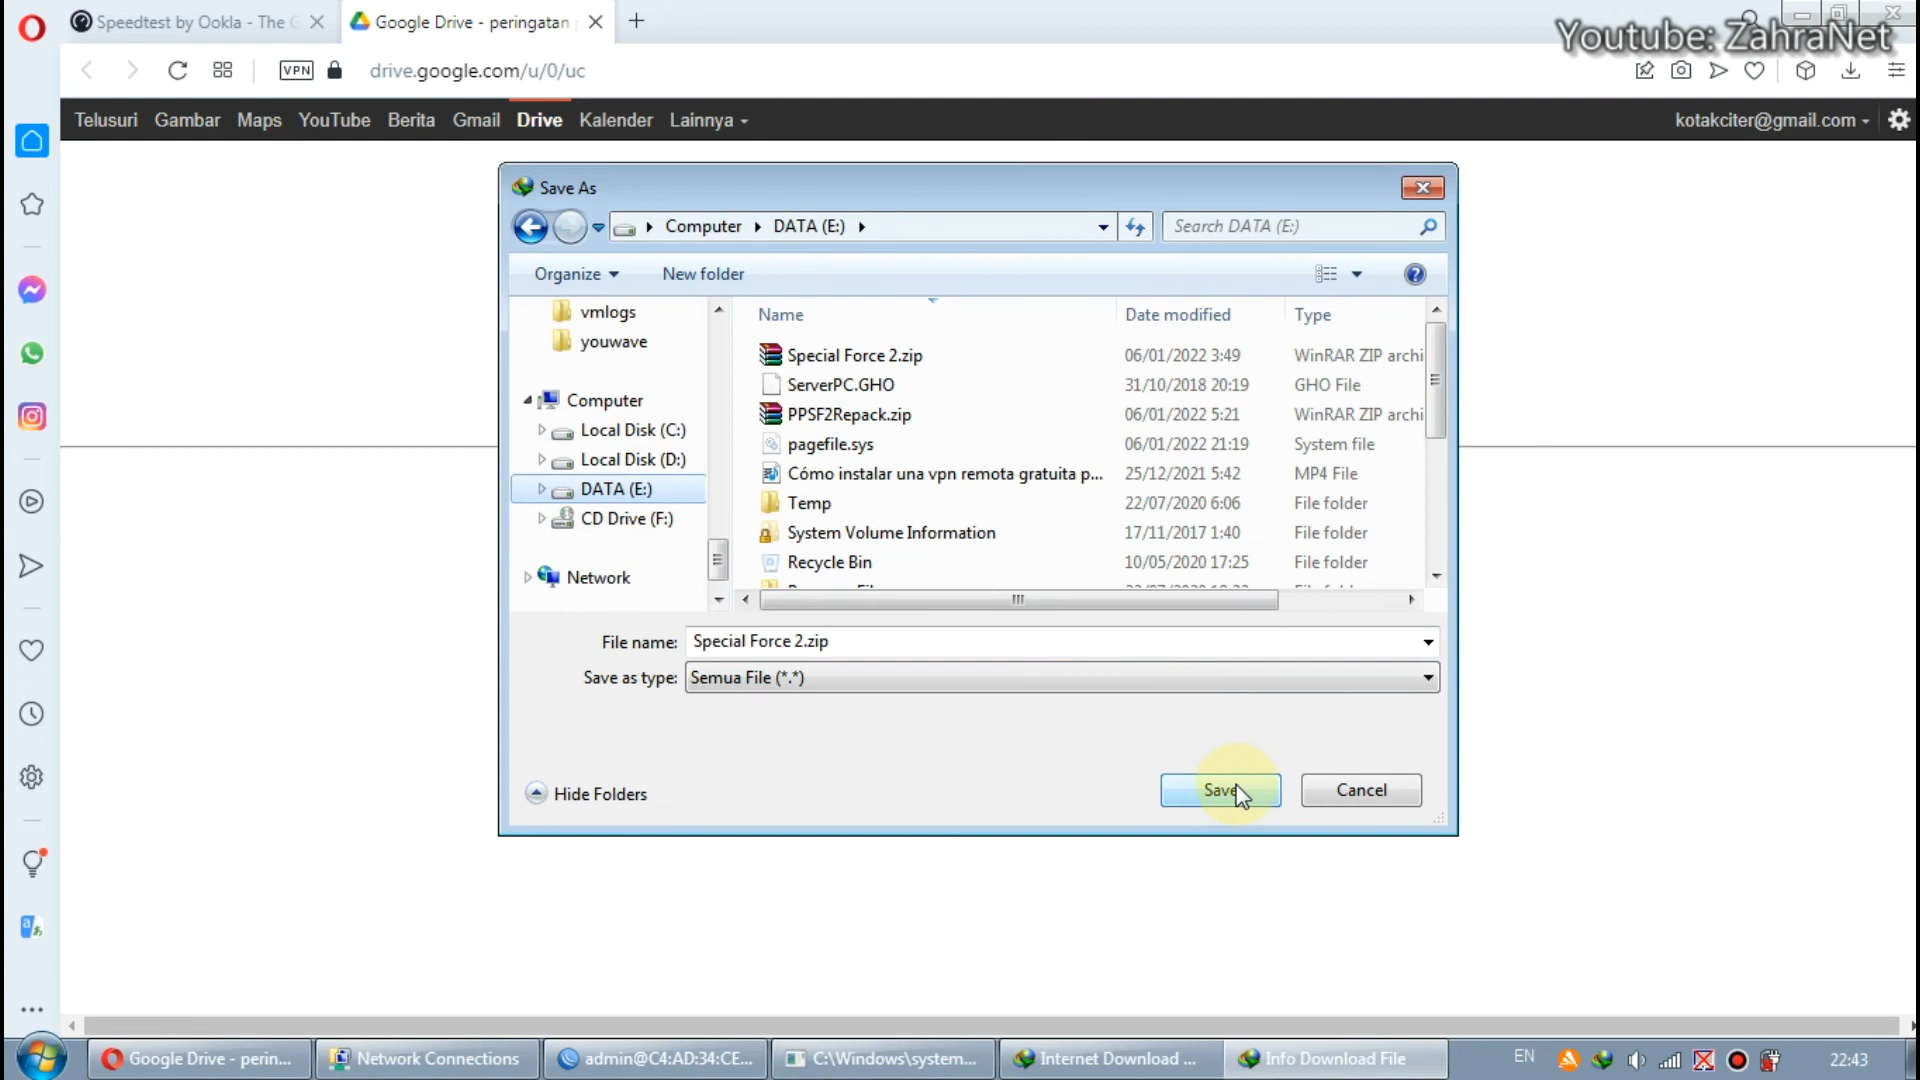 Speedtest by Ookla - The G
Google Drive - peringatan
Youtube: ZahraNet
VPN
drive.google.com/u/0/uc
Telusuri Gambar Maps YouTube Berita Gmail Drive Kalender Lainnya
kotakciter@gmail.com
Save As
Computer DATA (E:)
Search DATA (E:)
Organize New folder
vmlogs
youwave
Computer
Local Disk (C:)
Local Disk (D:)
DATA (E:)
CD Drive (F:)
Network
Name Date modified Type
Special Force 2.zip 06/01/2022 3:49 WinRAR ZIP archi
ServerPC.GHO 31/10/2018 20:19 GHO File
PPSF2Repack.zip 06/01/2022 5:21 WinRAR ZIP archi
pagefile.sys 06/01/2022 21:19 System file
Cómo instalar una vpn remota gratuita p... 25/12/2021 5:42 MP4 File
Temp 22/07/2020 6:06 File folder
System Volume Information 17/11/2017 1:40 File folder
Recycle Bin 10/05/2020 17:25 File folder
File name: Special Force 2.zip
Save as type: Semua File (*.*)
Hide Folders
Save Cancel
Google Drive - perin...
Network Connections
admin@C4:AD:34:CE...
C:\Windows\system...
Internet Download ...
Info Download File
EN
22:43